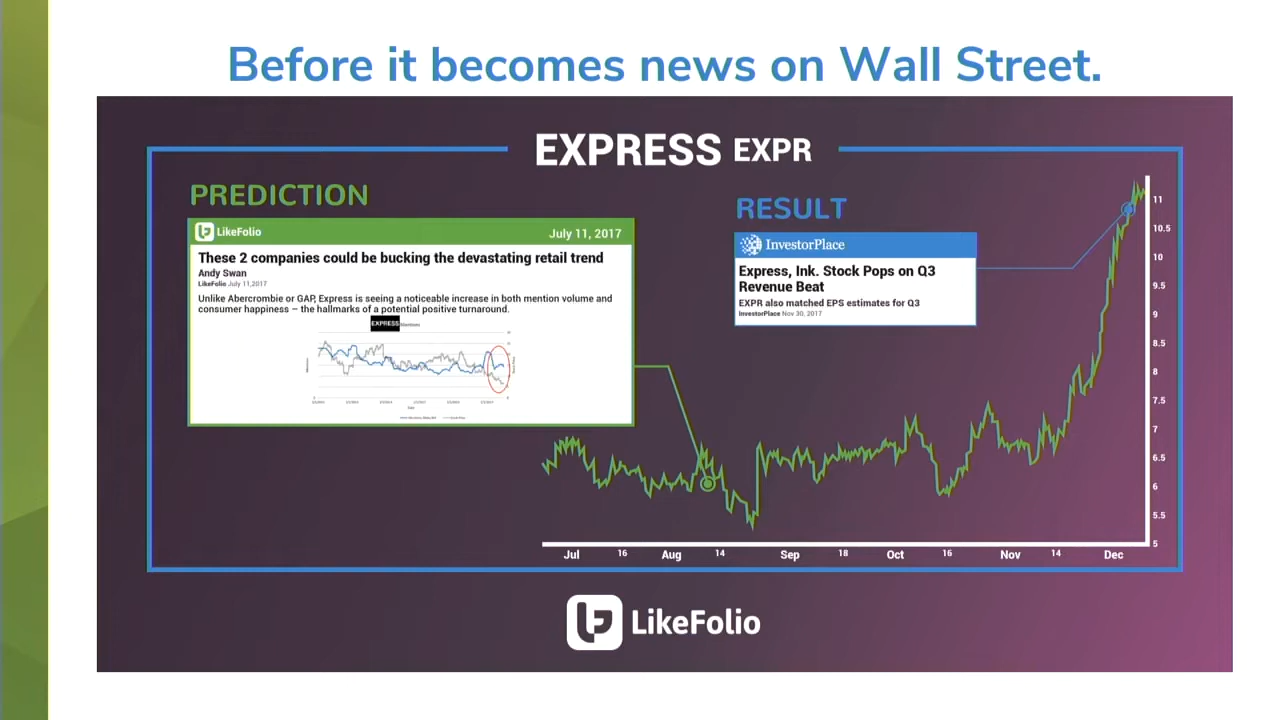 Before it becomes news on Wall Street.
EXPRESS EXPR
PREDICTION
LikeFolio
July 11, 2017
These 2 companies could be bucking the devastating retail trend
Andy Swan
LikeFolio July 11,2017
Unlike Abercrombie or GAP, Express is seeing a noticeable increase in both mention volume and
consumer happiness – the hallmarks of a potential positive turnaround.
EXPRESS Mentions
RESULT
InvestorPlace
Express, Ink. Stock Pops on Q3
Revenue Beat
EXPR also matched EPS estimates for Q3
InvestorPlace Nov 30, 2017
11
10.5
10
9.5
9
8.5
8
7.5
7
6.5
6
5.5
5
Jul 16 Aug 14 Sep 18 Oct 16 Nov 14 Dec
LikeFolio